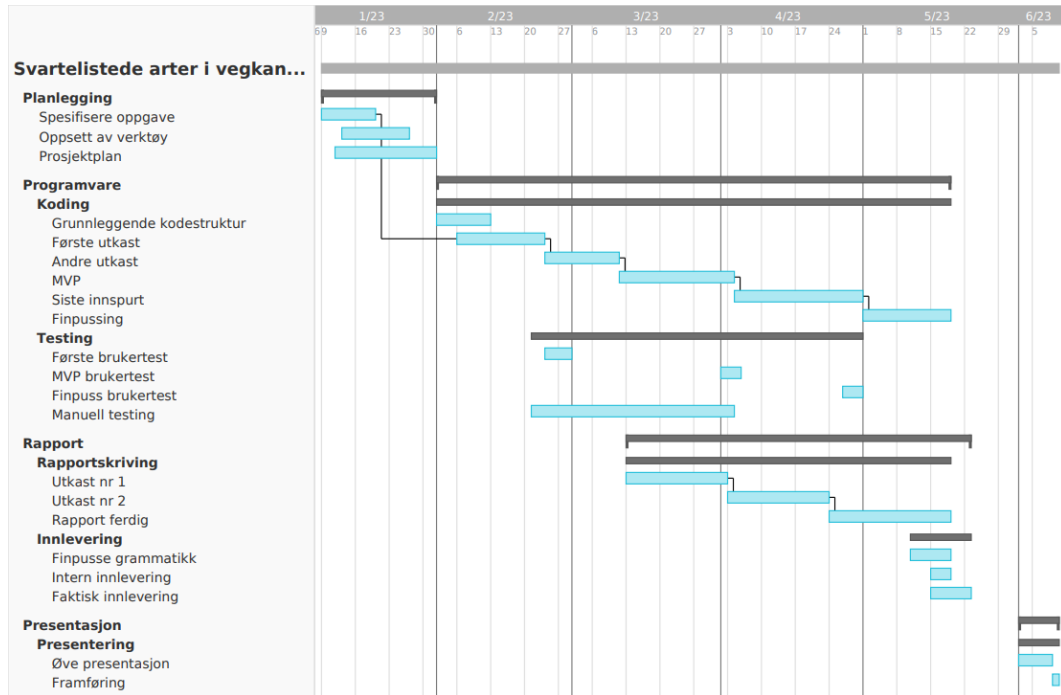 1/23 2/23 3/23 4/23 5/23 6/23
9 16 23 30 6 13 20 27 6 13 20 27 3 10 17 24 1 8 15 22 29 5
Svartelistede arter i vegkan...
Planlegging
Spesifisere oppgave
Oppsett av verktøy
Prosjektplan
Programvare
Koding
Grunnleggende kodestruktur
Første utkast
Andre utkast
MVP
Siste innspurt
Finpussing
Testing
Første brukertest
MVP brukertest
Finpuss brukertest
Manuell testing
Rapport
Rapportskriving
Utkast nr 1
Utkast nr 2
Rapport ferdig
Innlevering
Finpusse grammatikk
Intern innlevering
Faktisk innlevering
Presentasjon
Presentering
Øve presentasjon
Framføring